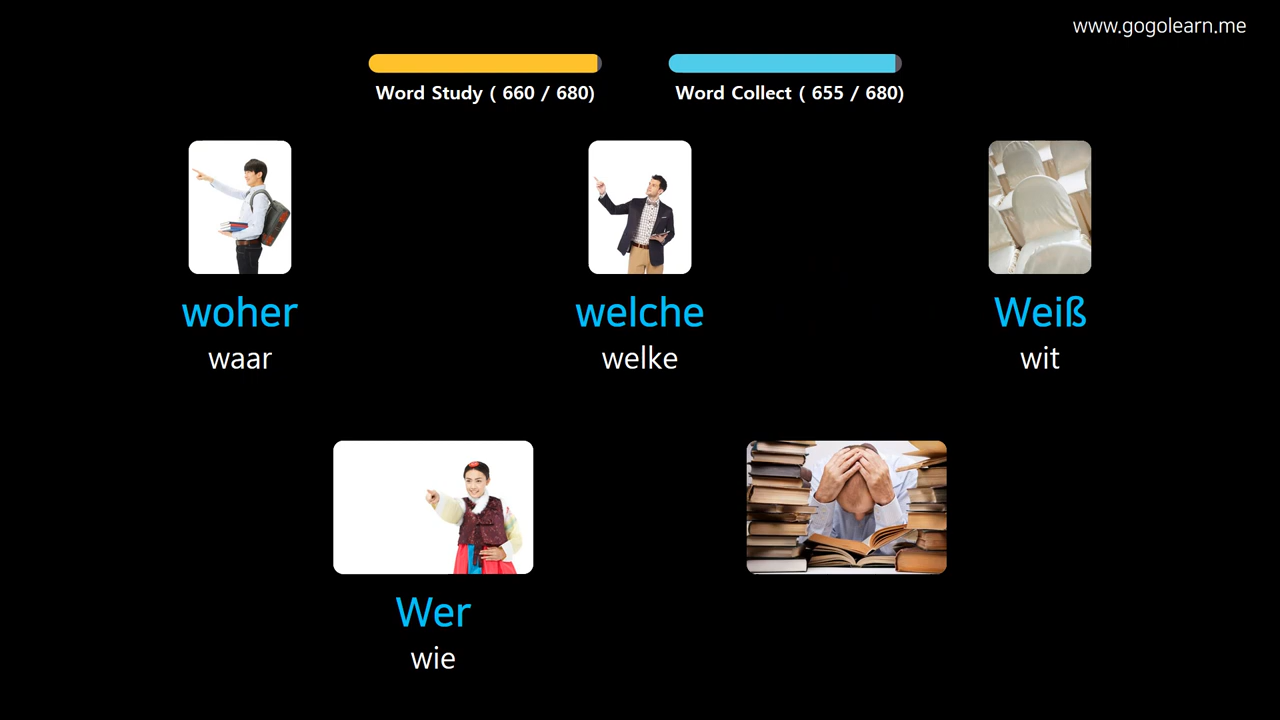 www.gogolearn.me
Word Study ( 660 / 680)
Word Collect ( 655 / 680)
woher
waar
welche
welke
Weiß
wit
Wer
wie